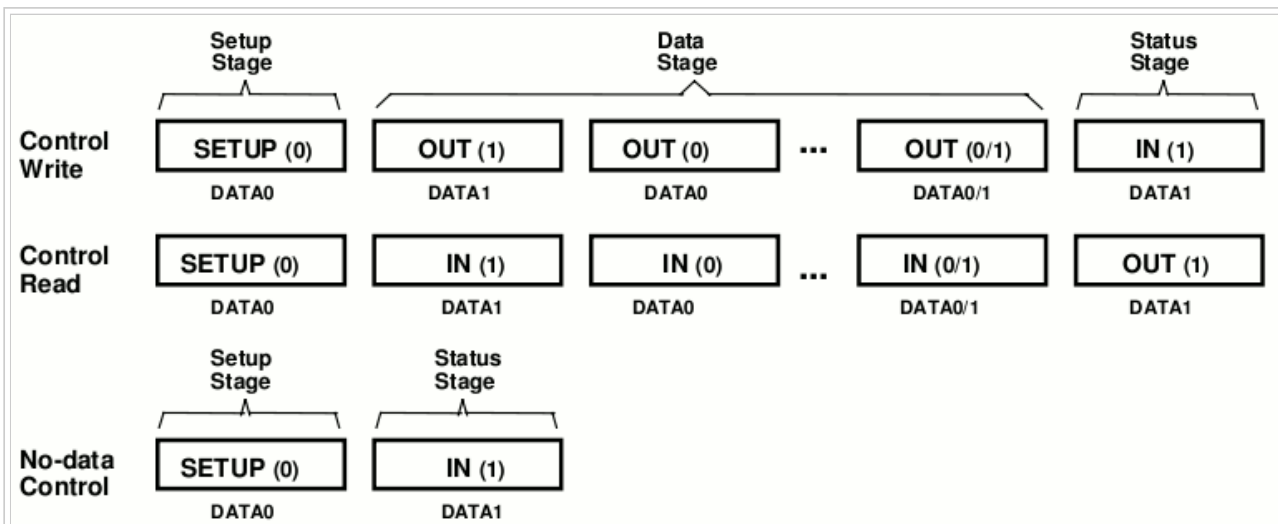 Setup Stage
Data Stage
Status Stage
Control Write
SETUP (0)
OUT (1)
OUT (0)
...
OUT (0/1)
IN (1)
DATA0
DATA1
DATA0
DATA0/1
DATA1
Control Read
SETUP (0)
IN (1)
IN (0)
...
IN (0/1)
OUT (1)
DATA0
DATA1
DATA0
DATA0/1
DATA1
Setup Stage
Status Stage
No-data Control
SETUP (0)
IN (1)
DATA0
DATA1